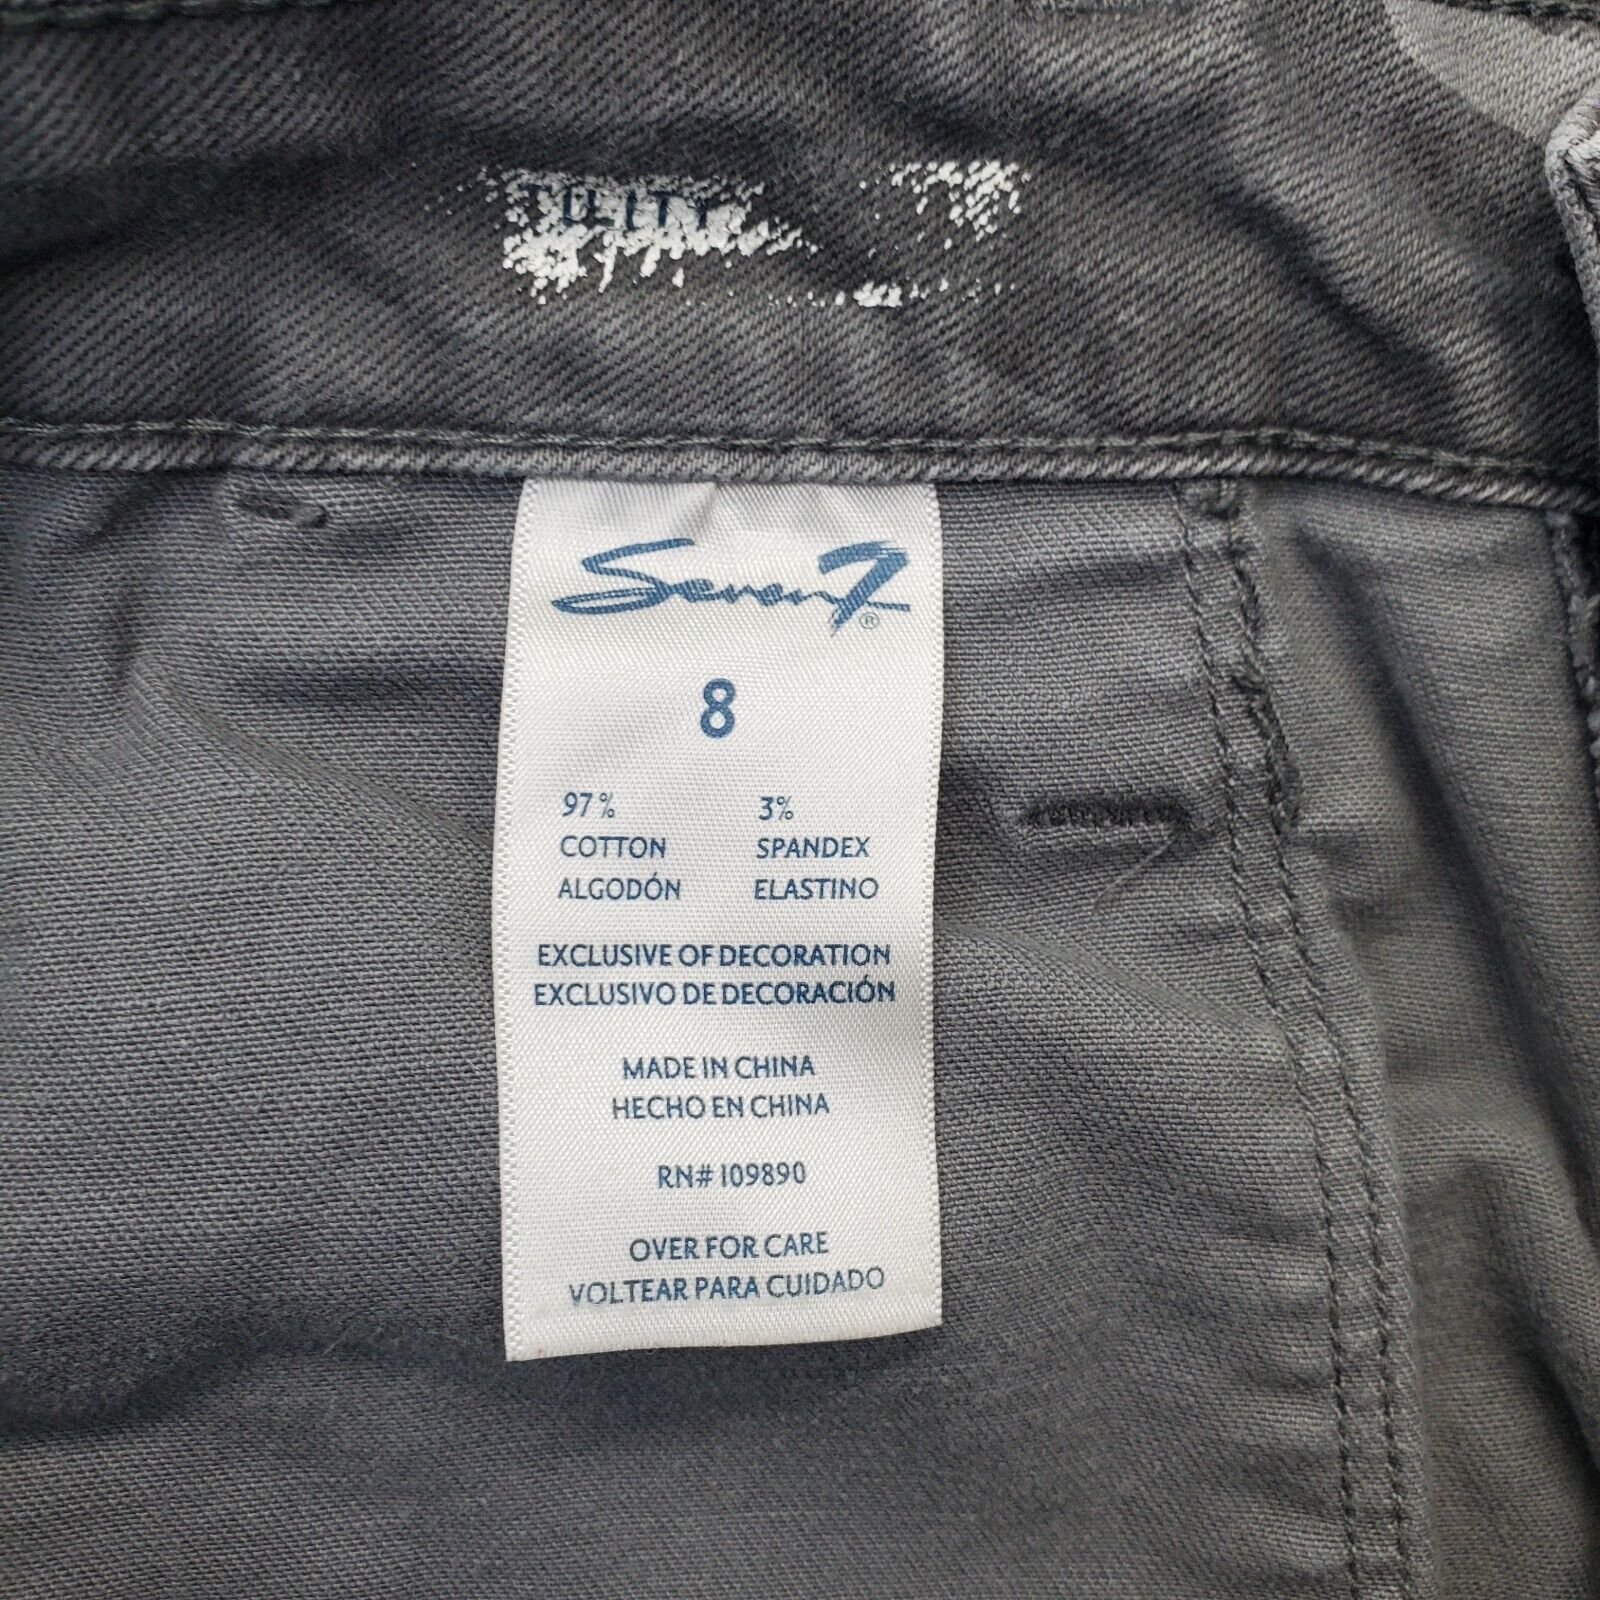 Seven7®
8
97% 3%
COTTON SPANDEX
ALGODÓN ELASTINO
EXCLUSIVE OF DECORATION
EXCLUSIVO DE DECORACIÓN
MADE IN CHINA
HECHO EN CHINA
RN# 109890
OVER FOR CARE
VOLTEAR PARA CUIDADO